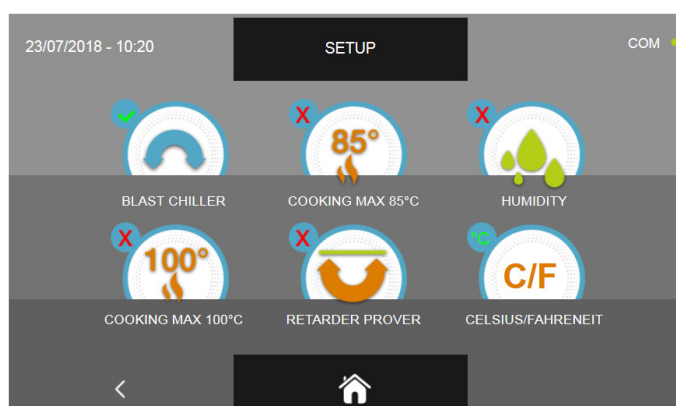 23/07/2018 - 10:20 SETUP COM
X X
85°
BLAST CHILLER COOKING MAX 85°C HUMIDITY
X X °C
100° C/F
COOKING MAX 100°C RETARDER PROVER CELSIUS/FAHRENEIT